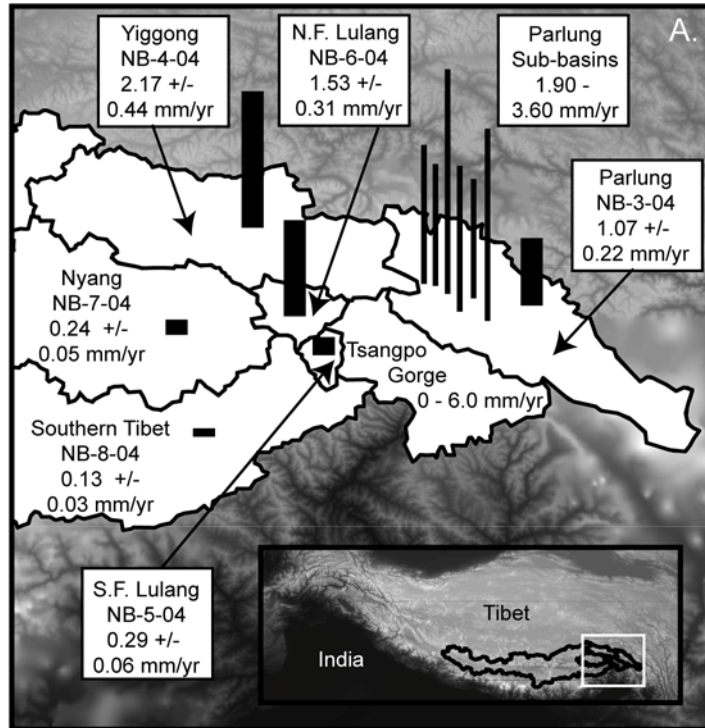 A.
Yiggong
NB-4-04
2.17 +/-
0.44 mm/yr
N.F. Lulang
NB-6-04
1.53 +/-
0.31 mm/yr
Parlung
Sub-basins
1.90 -
3.60 mm/yr
Parlung
NB-3-04
1.07 +/-
0.22 mm/yr
Nyang
NB-7-04
0.24 +/-
0.05 mm/yr
Tsangpo
Gorge
0 - 6.0 mm/yr
Southern Tibet
NB-8-04
0.13 +/-
0.03 mm/yr
S.F. Lulang
NB-5-04
0.29 +/-
0.06 mm/yr
Tibet
India